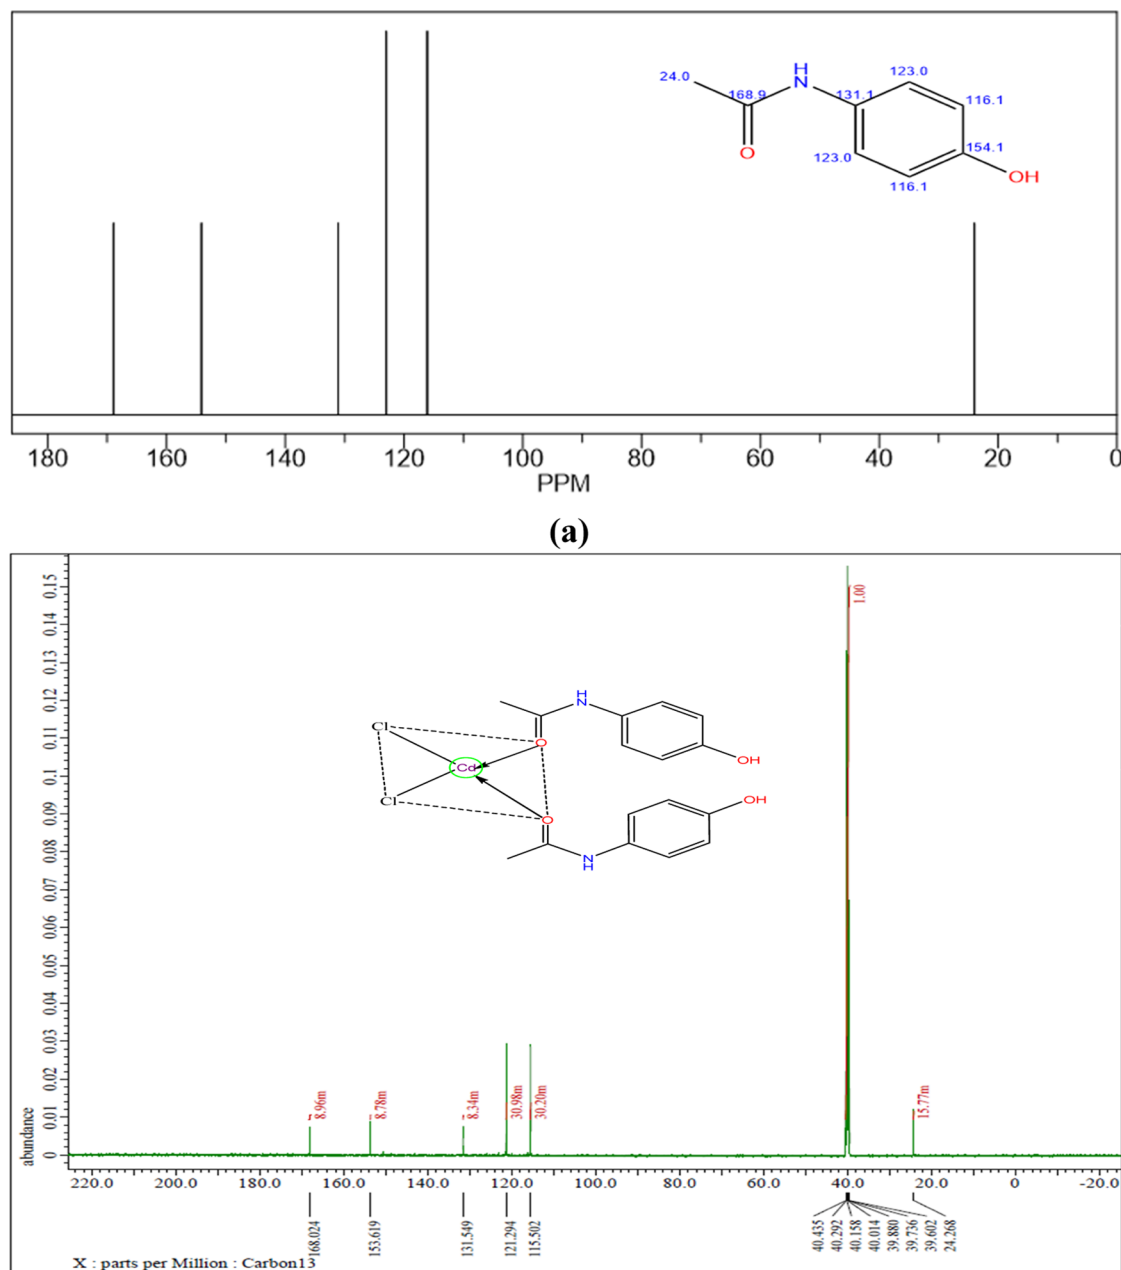 24.0
168.9
H
N
131.1
123.0
116.1
O
123.0
154.1
116.1
OH
180 160 140 120 100 80 60 40 20 0
PPM
(a)
abundance
0 0.01 0.02 0.03 0.04 0.05 0.06 0.07 0.08 0.09 0.1 0.11 0.12 0.13 0.14 0.15
1.00
H
N
Cl
O
OH
Cd
Cl
O
OH
N
H
8.96m
8.78m
8.34m
30.98m
30.20m
15.77m
220.0 200.0 180.0 160.0 140.0 120.0 100.0 80.0 60.0 40.0 20.0 0 -20.0
168.024
153.619
131.549
121.294
115.502
40.435
40.292
40.158
40.014
39.880
39.736
39.602
24.268
X : parts per Million : Carbon13